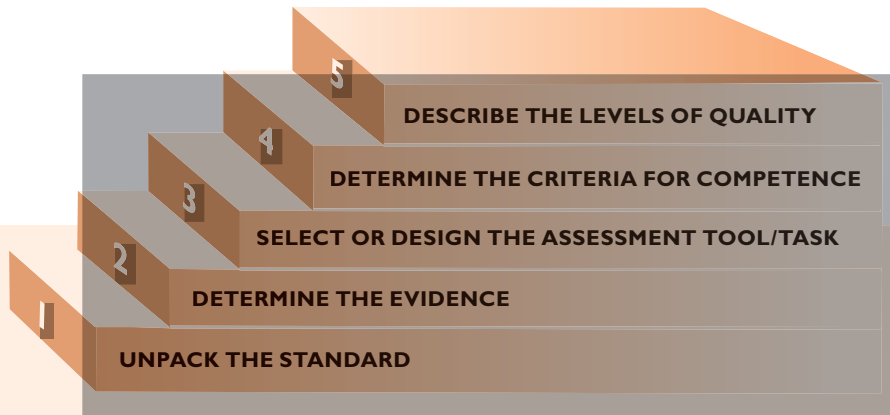 5
DESCRIBE THE LEVELS OF QUALITY
4
DETERMINE THE CRITERIA FOR COMPETENCE
3
SELECT OR DESIGN THE ASSESSMENT TOOL/TASK
2
DETERMINE THE EVIDENCE
1
UNPACK THE STANDARD